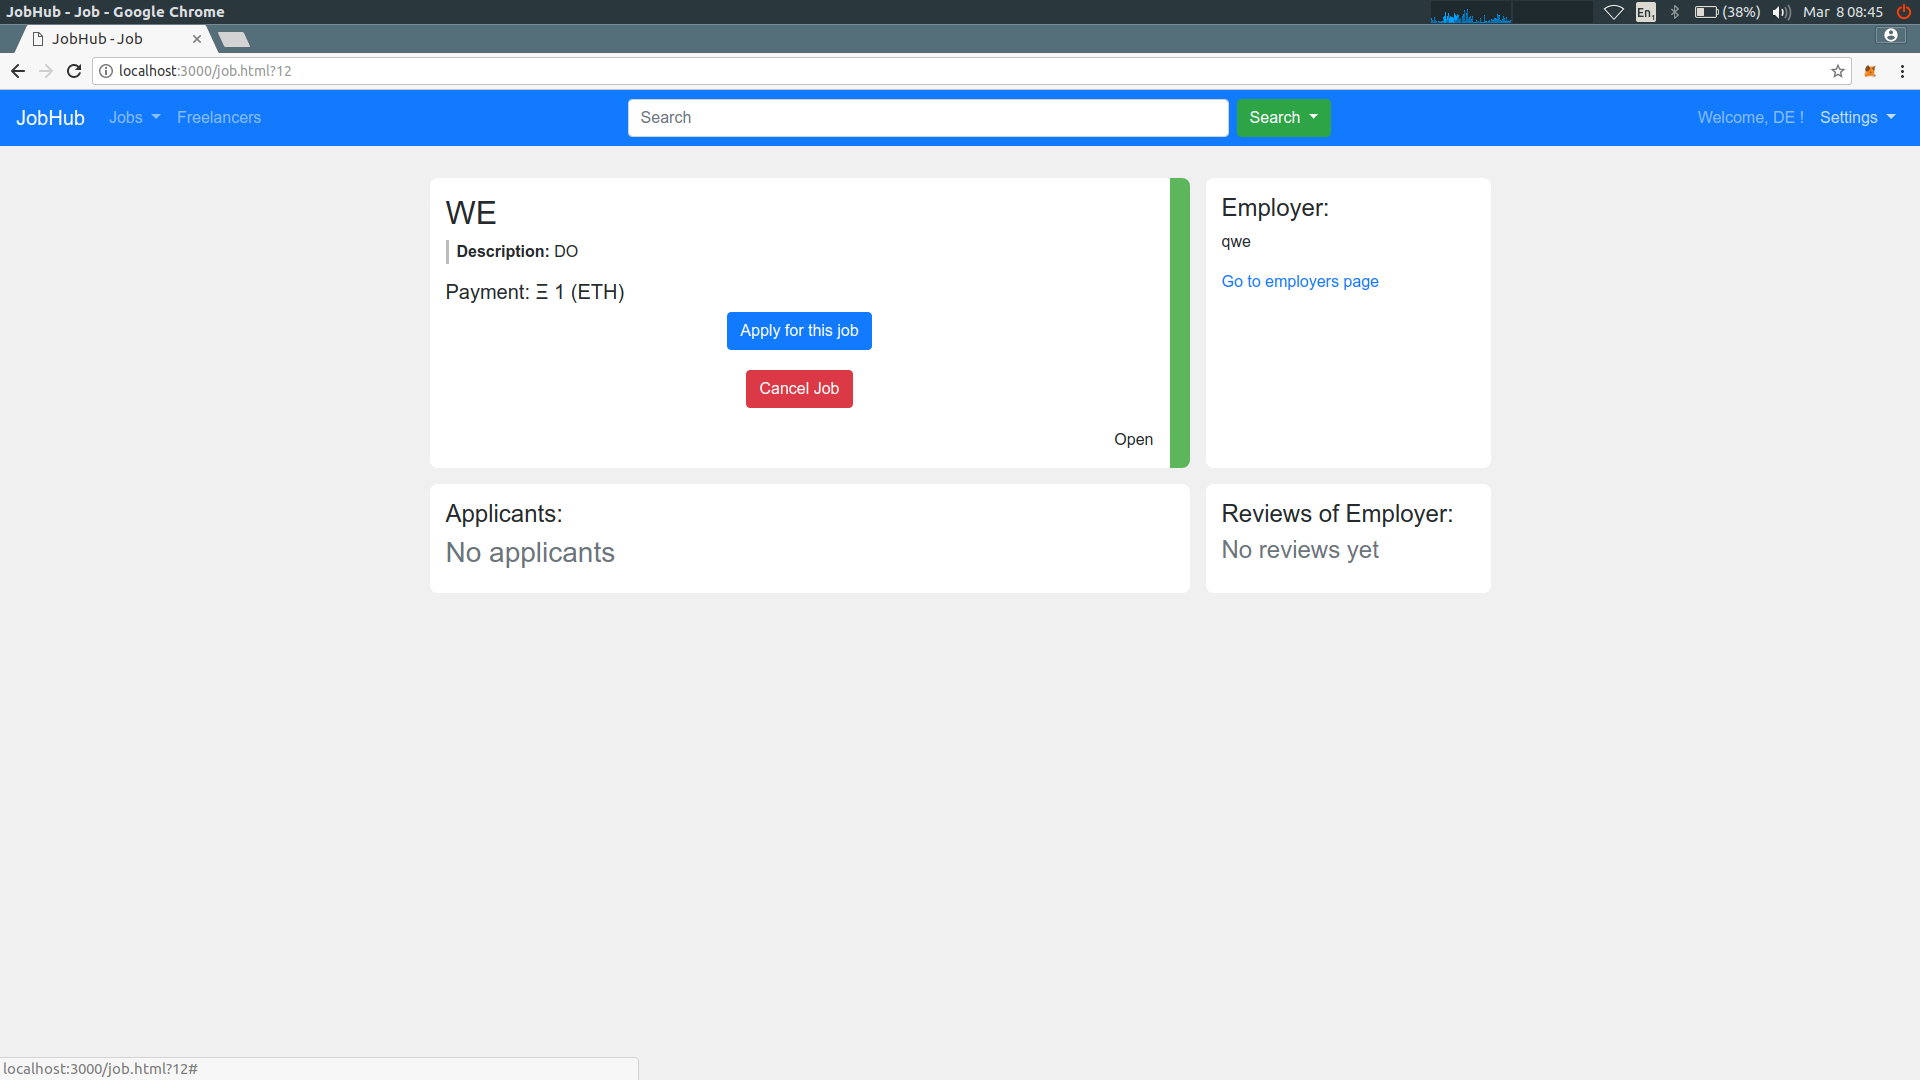 JobHub - Job - Google Chrome
En1
(38%)
Mar 8 08:45
JobHub - Job
localhost:3000/job.html?12
JobHub
Jobs
Freelancers
Search
Search
Welcome, DE !
Settings
WE
Description: DO
Payment: Ξ 1 (ETH)
Apply for this job
Cancel Job
Open
Employer:
qwe
Go to employers page
Applicants:
No applicants
Reviews of Employer:
No reviews yet
localhost:3000/job.html?12#